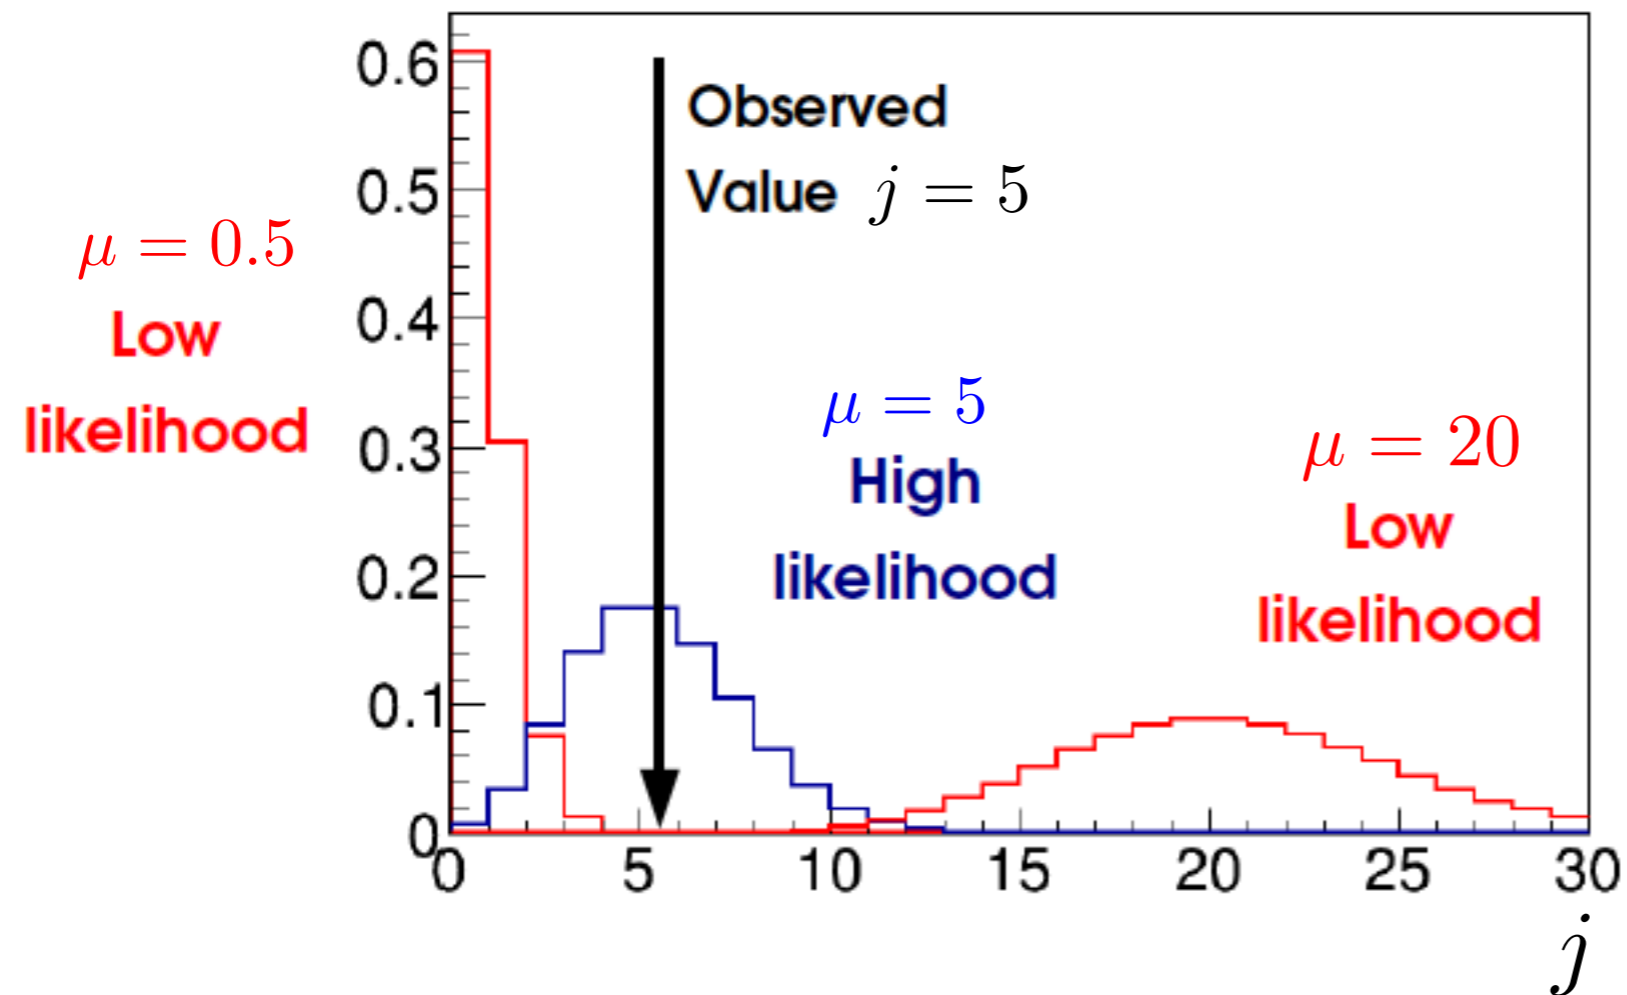 0.6
0.5
0.4
0.3
0.2
0.1
0
0 5 10 15 20 25 30
j
Observed
Value j = 5
μ = 0.5
Low
likelihood
μ = 5
High
likelihood
μ = 20
Low
likelihood